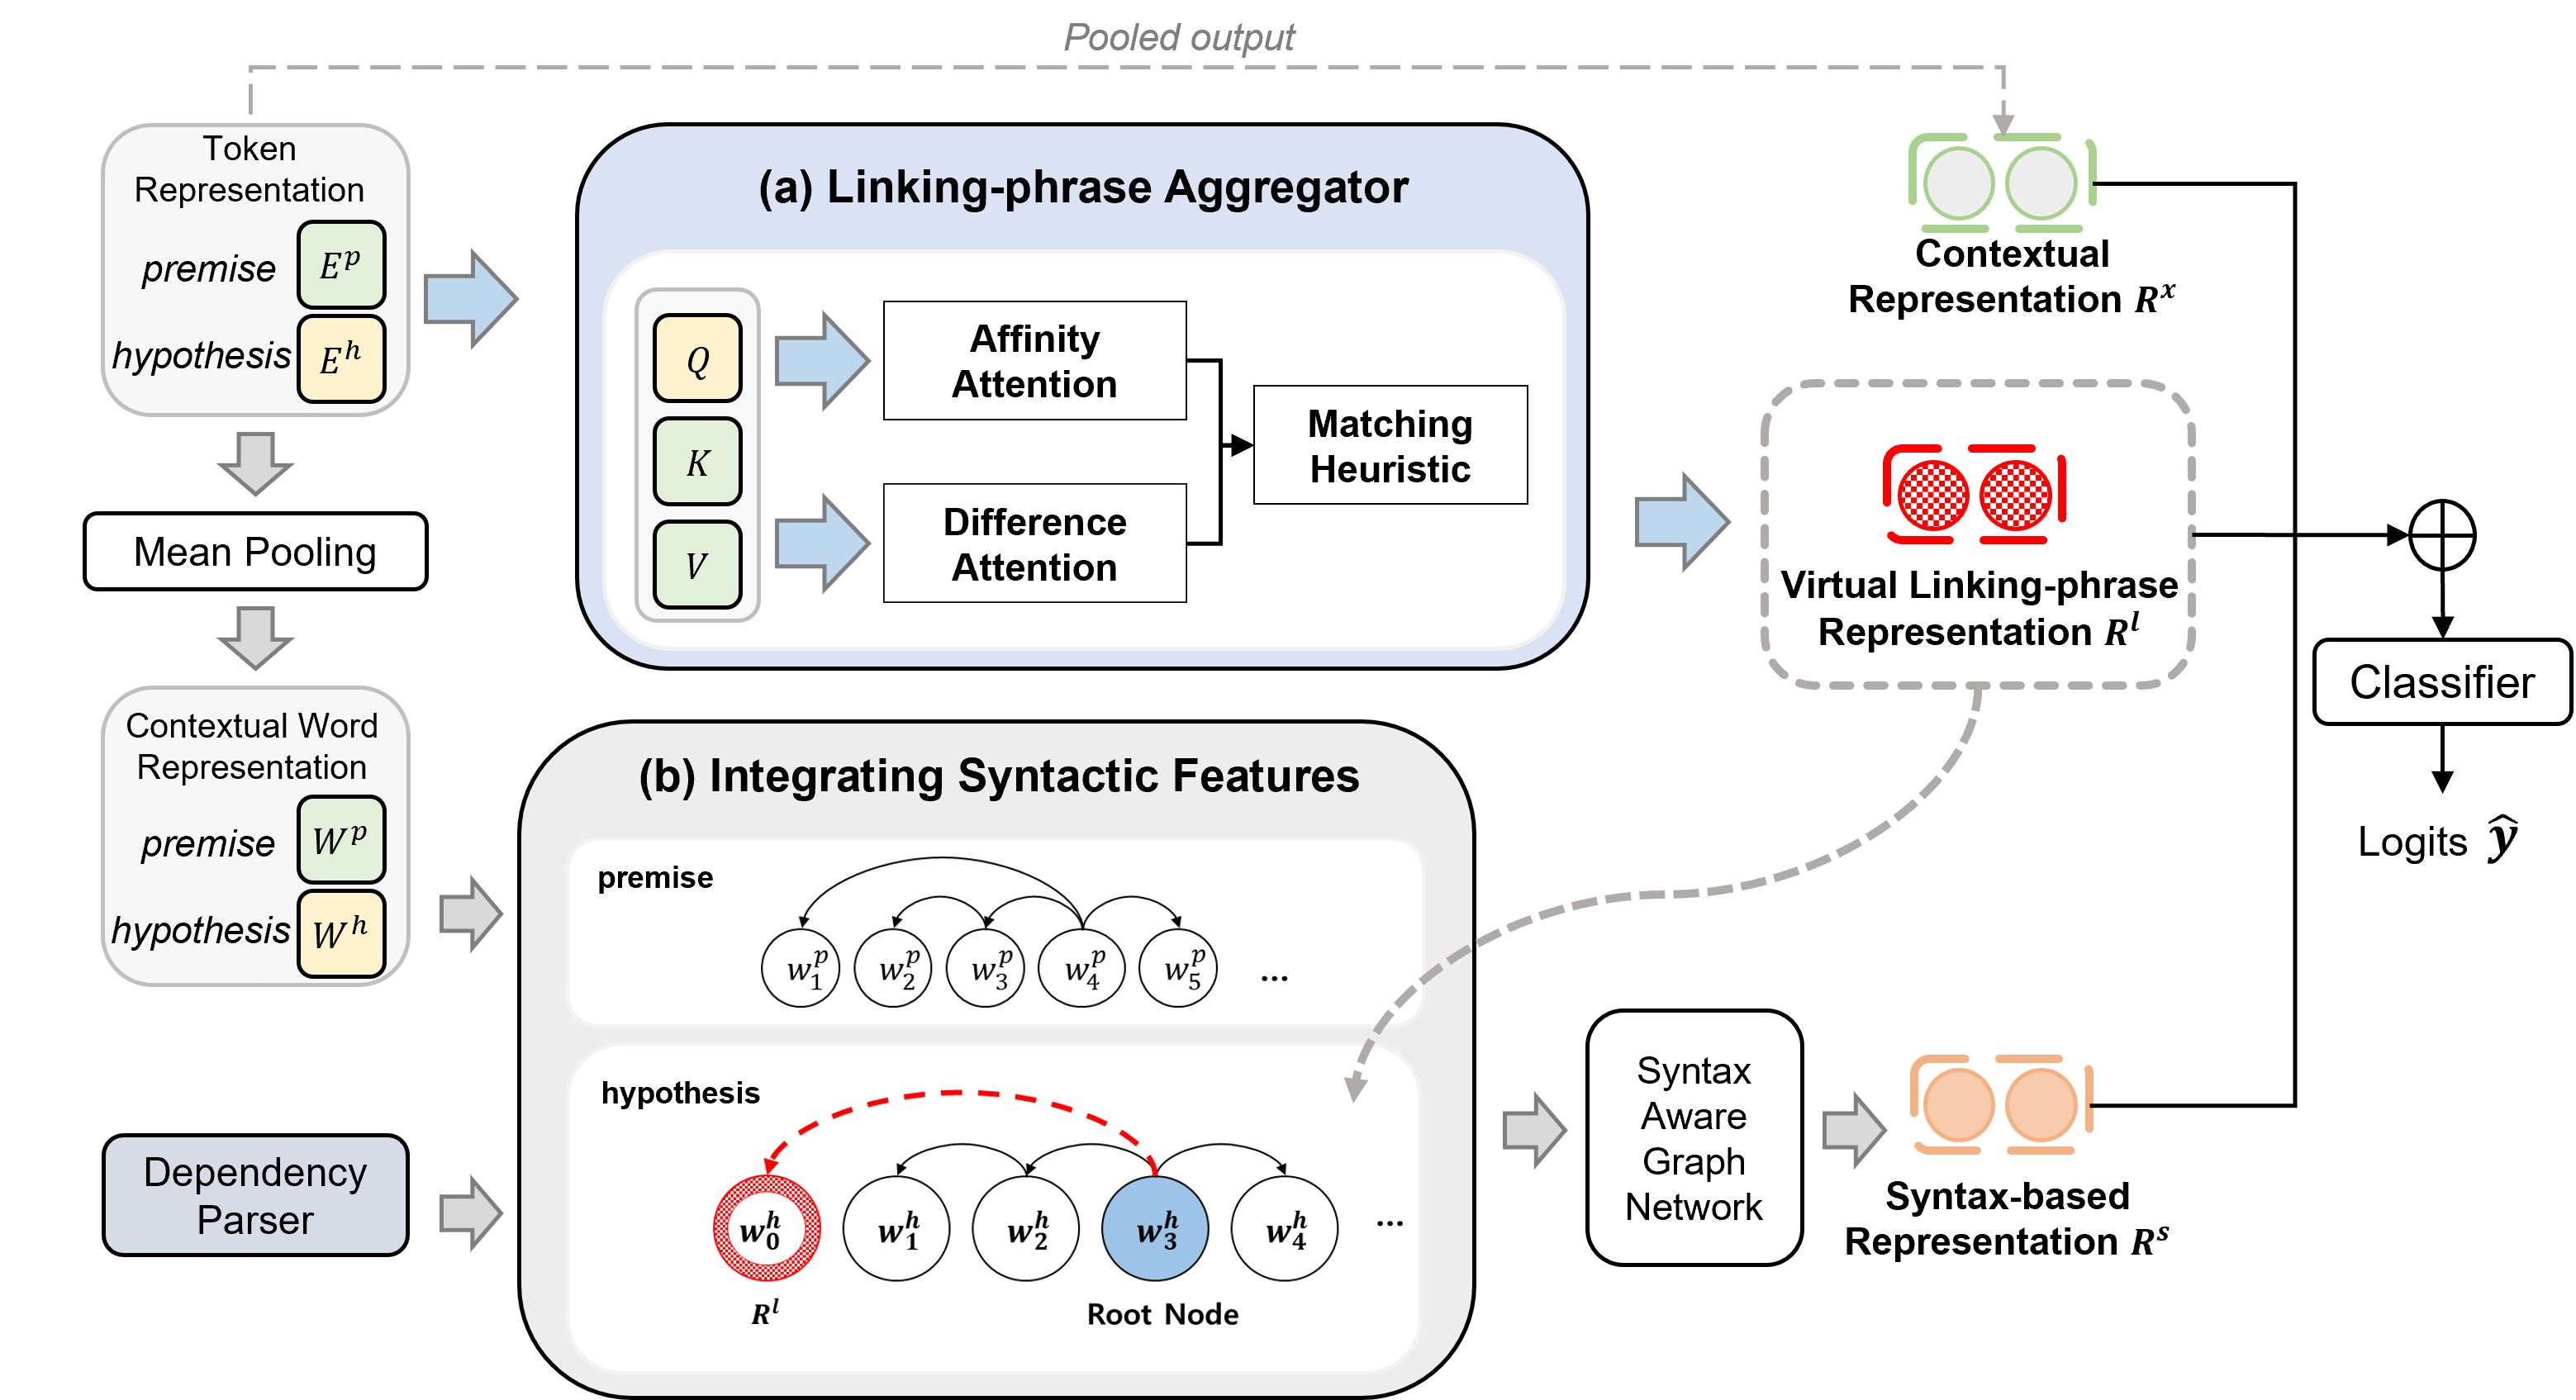 Pooled output
Token
Representation
premise E^p
hypothesis E^h
Mean Pooling
Contextual Word
Representation
premise W^p
hypothesis W^h
Dependency
Parser
(a) Linking-phrase Aggregator
Q
K
V
Affinity
Attention
Difference
Attention
Matching
Heuristic
(b) Integrating Syntactic Features
premise
w_1^p w_2^p w_3^p w_4^p w_5^p ...
hypothesis
w_0^h w_1^h w_2^h w_3^h w_4^h ...
R^l Root Node
Syntax
Aware
Graph
Network
Contextual
Representation R^x
Virtual Linking-phrase
Representation R^l
Syntax-based
Representation R^s
Classifier
Logits ŷ